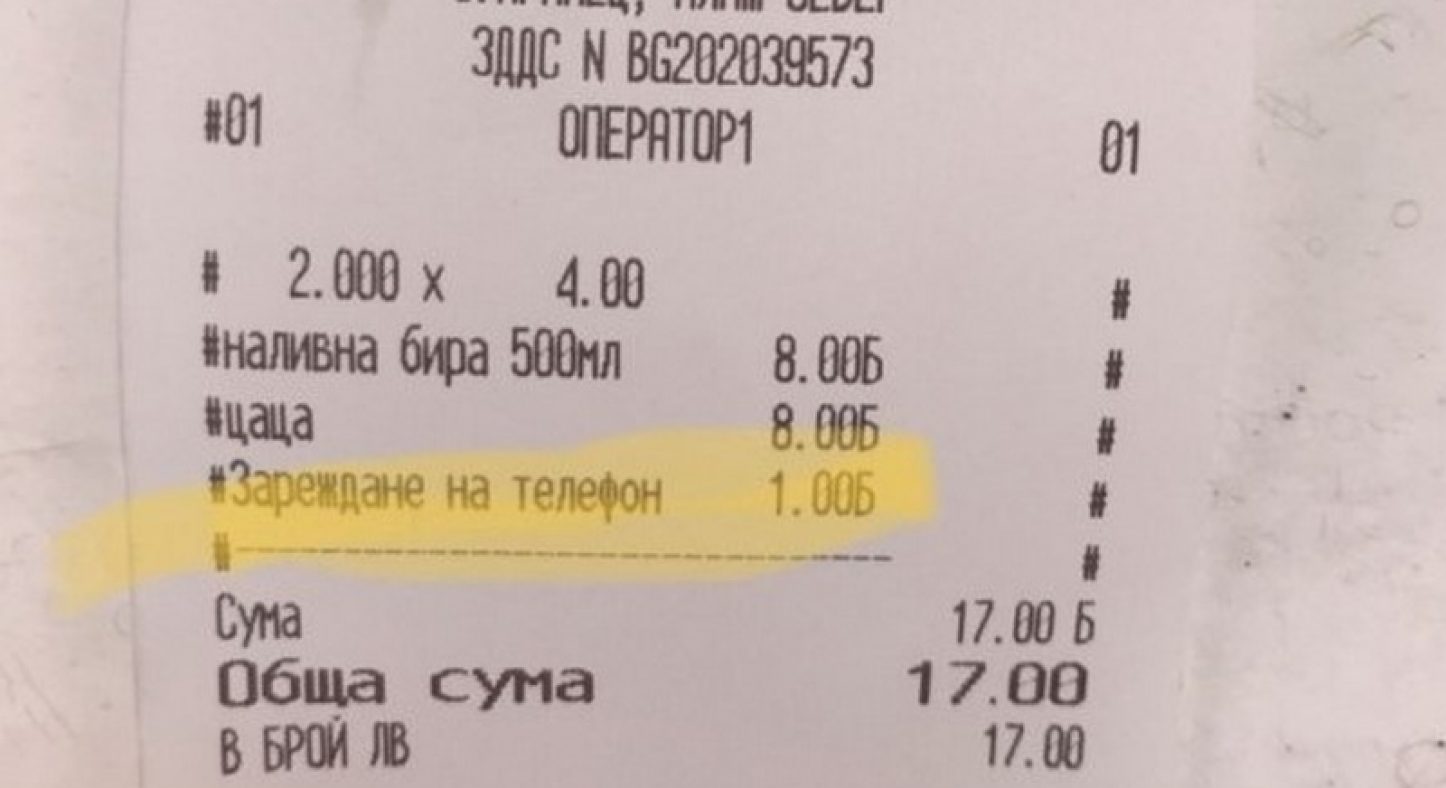 ЗДДС N BG202039573
#01 ОПЕРАТОР1 01
# 2.000 x 4.00 #
#наливна бира 500мл 8.00Б #
#цаца 8.00Б #
#Зареждане на телефон 1.00Б #
#-------------------------------- #
Сума 17.00 Б
Обща сума 17.00
В БРОЙ ЛВ 17.00